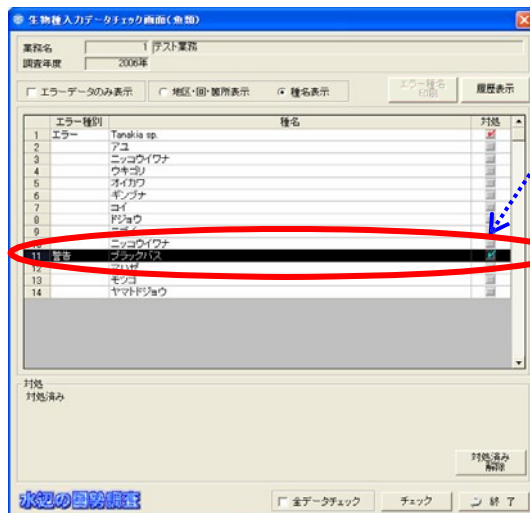 生物種入力データチェック画面(魚類)
業務名 1 テスト業務
調査年度 2006年
エラーデータのみ表示 地区・回・箇所表示 種名表示 エラー種名印刷 履歴表示
エラー種別 種名 対処
1 エラー Tanakia sp.
2 アユ
3 ニッコウイワナ
4 ウキゴリ
5 オイカワ
6 ギンブナ
7 コイ
8 ドジョウ
9
10 ニッコウイワナ
11 警告 ブラックバス
12 マハゼ
13 モツゴ
14 ヤマトドジョウ
対処
対処済み
対処済み
解除
水辺の国勢調査 全データチェック チェック 終 了